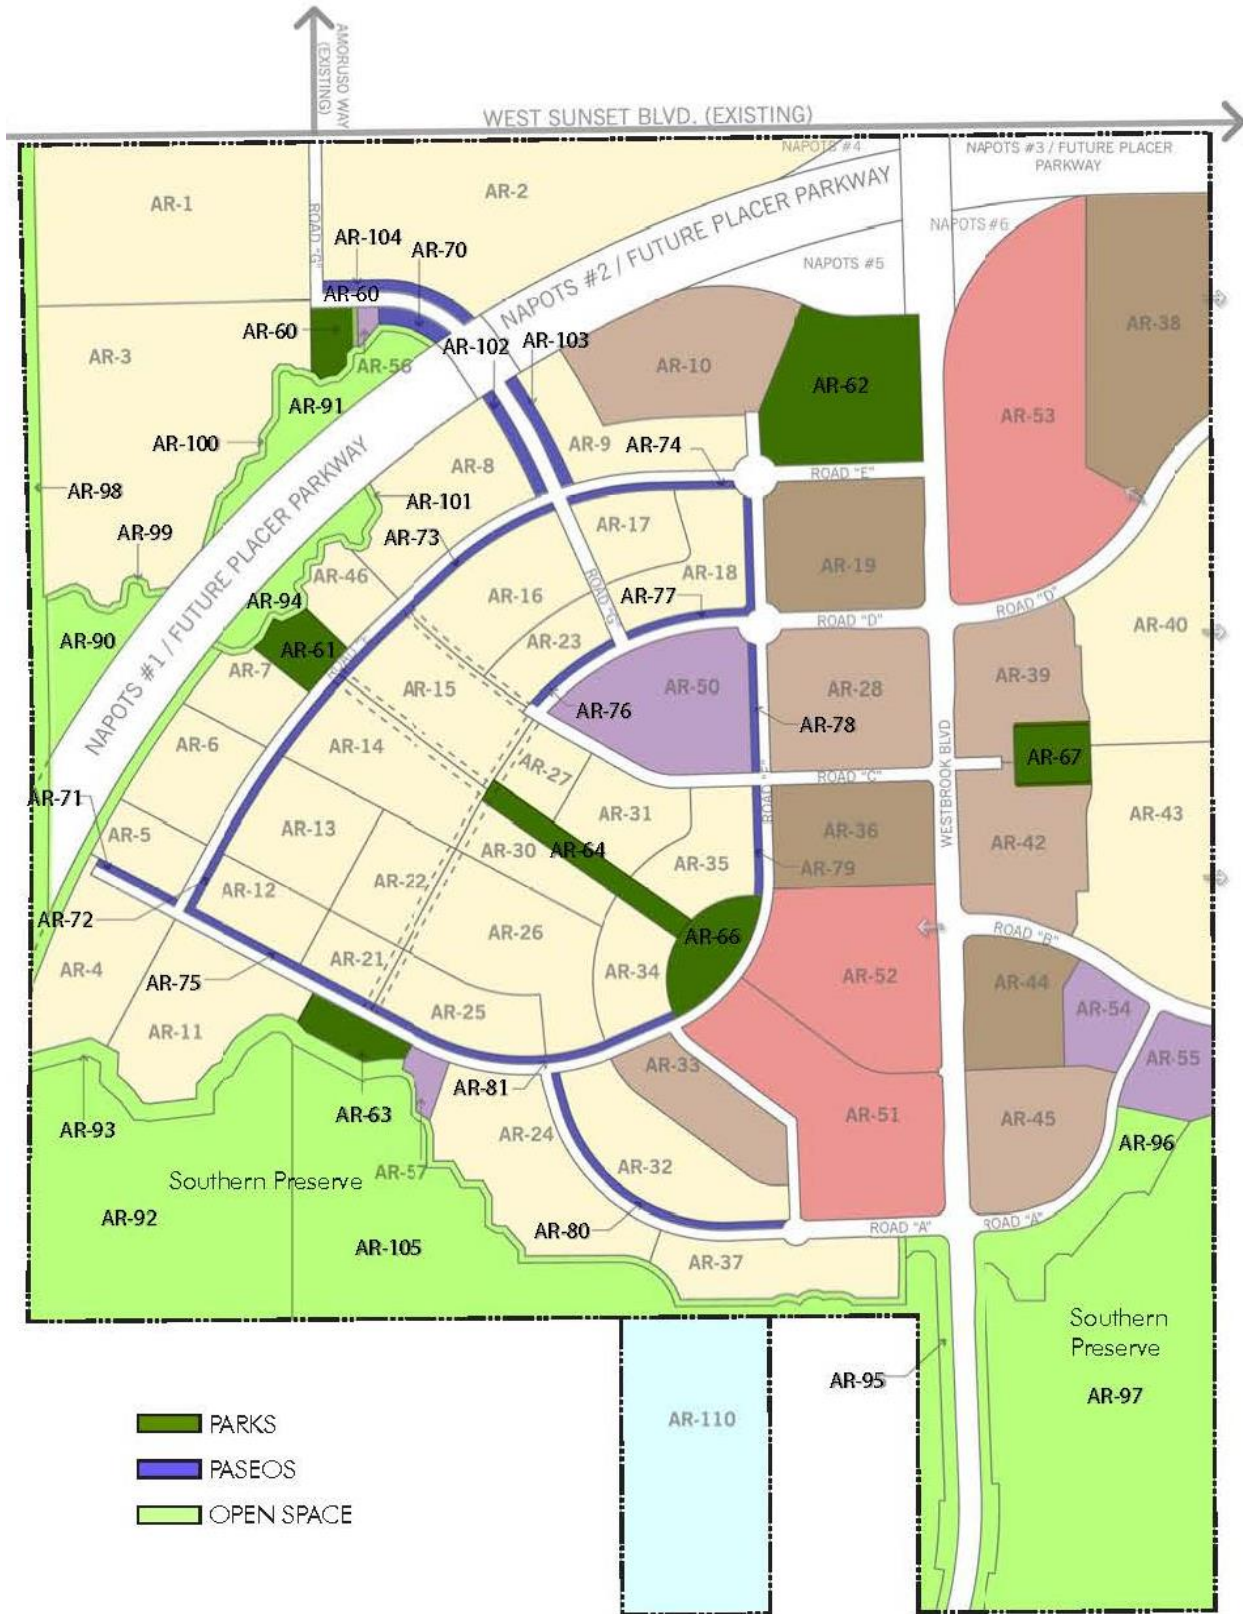 AMORUSO WAY
(EXISTING)
WEST SUNSET BLVD. (EXISTING)
NAPOTS #4
NAPOTS #3 / FUTURE PLACER
PARKWAY
AR-1
AR-2
ROAD "G"
NAPOTS #2 / FUTURE PLACER PARKWAY
NAPOTS #6
AR-104
AR-70
NAPOTS #5
AR-60
AR-60
AR-102
AR-103
AR-38
AR-3
AR-56
AR-10
AR-62
AR-53
AR-91
AR-100
AR-9
AR-74
AR-8
ROAD "E"
AR-98
AR-101
AR-99
AR-73
AR-17
AR-46
AR-18
AR-19
AR-16
AR-77
ROAD "G"
AR-94
ROAD "D"
ROAD "D"
AR-90
AR-61
AR-23
AR-40
AR-7
NAPOTS #1 / FUTURE PLACER PARKWAY
AR-15
AR-50
AR-28
AR-39
AR-76
AR-78
AR-6
AR-14
AR-27
AR-67
WESTBROOK BLVD
ROAD "C"
AR-71
AR-5
AR-13
AR-31
AR-36
AR-42
AR-43
AR-30
AR-64
AR-35
AR-79
AR-12
AR-22
AR-72
AR-26
AR-66
ROAD "B"
AR-4
AR-75
AR-21
AR-34
AR-52
AR-44
AR-25
AR-54
AR-11
AR-33
AR-55
AR-81
AR-63
AR-51
AR-45
AR-93
AR-24
AR-96
AR-32
Southern Preserve
AR-57
AR-92
AR-80
ROAD "A"
ROAD "A"
AR-105
AR-37
Southern
Preserve
AR-95
AR-97
AR-110
PARKS
PASEOS
OPEN SPACE